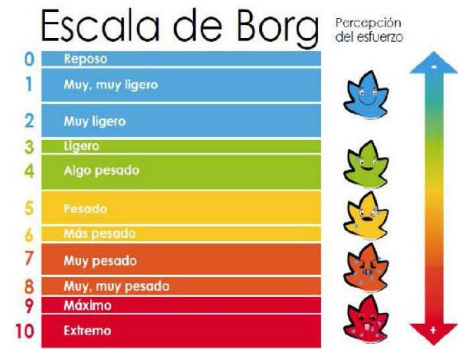 Escala de Borg
Percepción
del esfuerzo
0 Reposo
1 Muy, muy ligero
2 Muy ligero
3 Ligero
4 Algo pesado
5 Pesado
6 Más pesado
7 Muy pesado
8 Muy, muy pesado
9 Máximo
10 Extremo
-
+